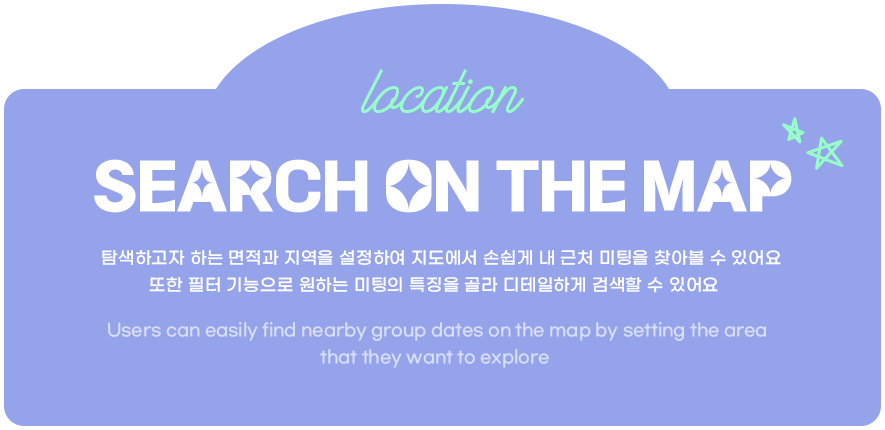 location
SEARCH ON THE MAP
탐색하고자 하는 면적과 지역을 설정하여 지도에서 손쉽게 내 근처 미팅을 찾아볼 수 있어요
또한 필터 기능으로 원하는 미팅의 특징을 골라 디테일하게 검색할 수 있어요
Users can easily find nearby group dates on the map by setting the area
that they want to explore